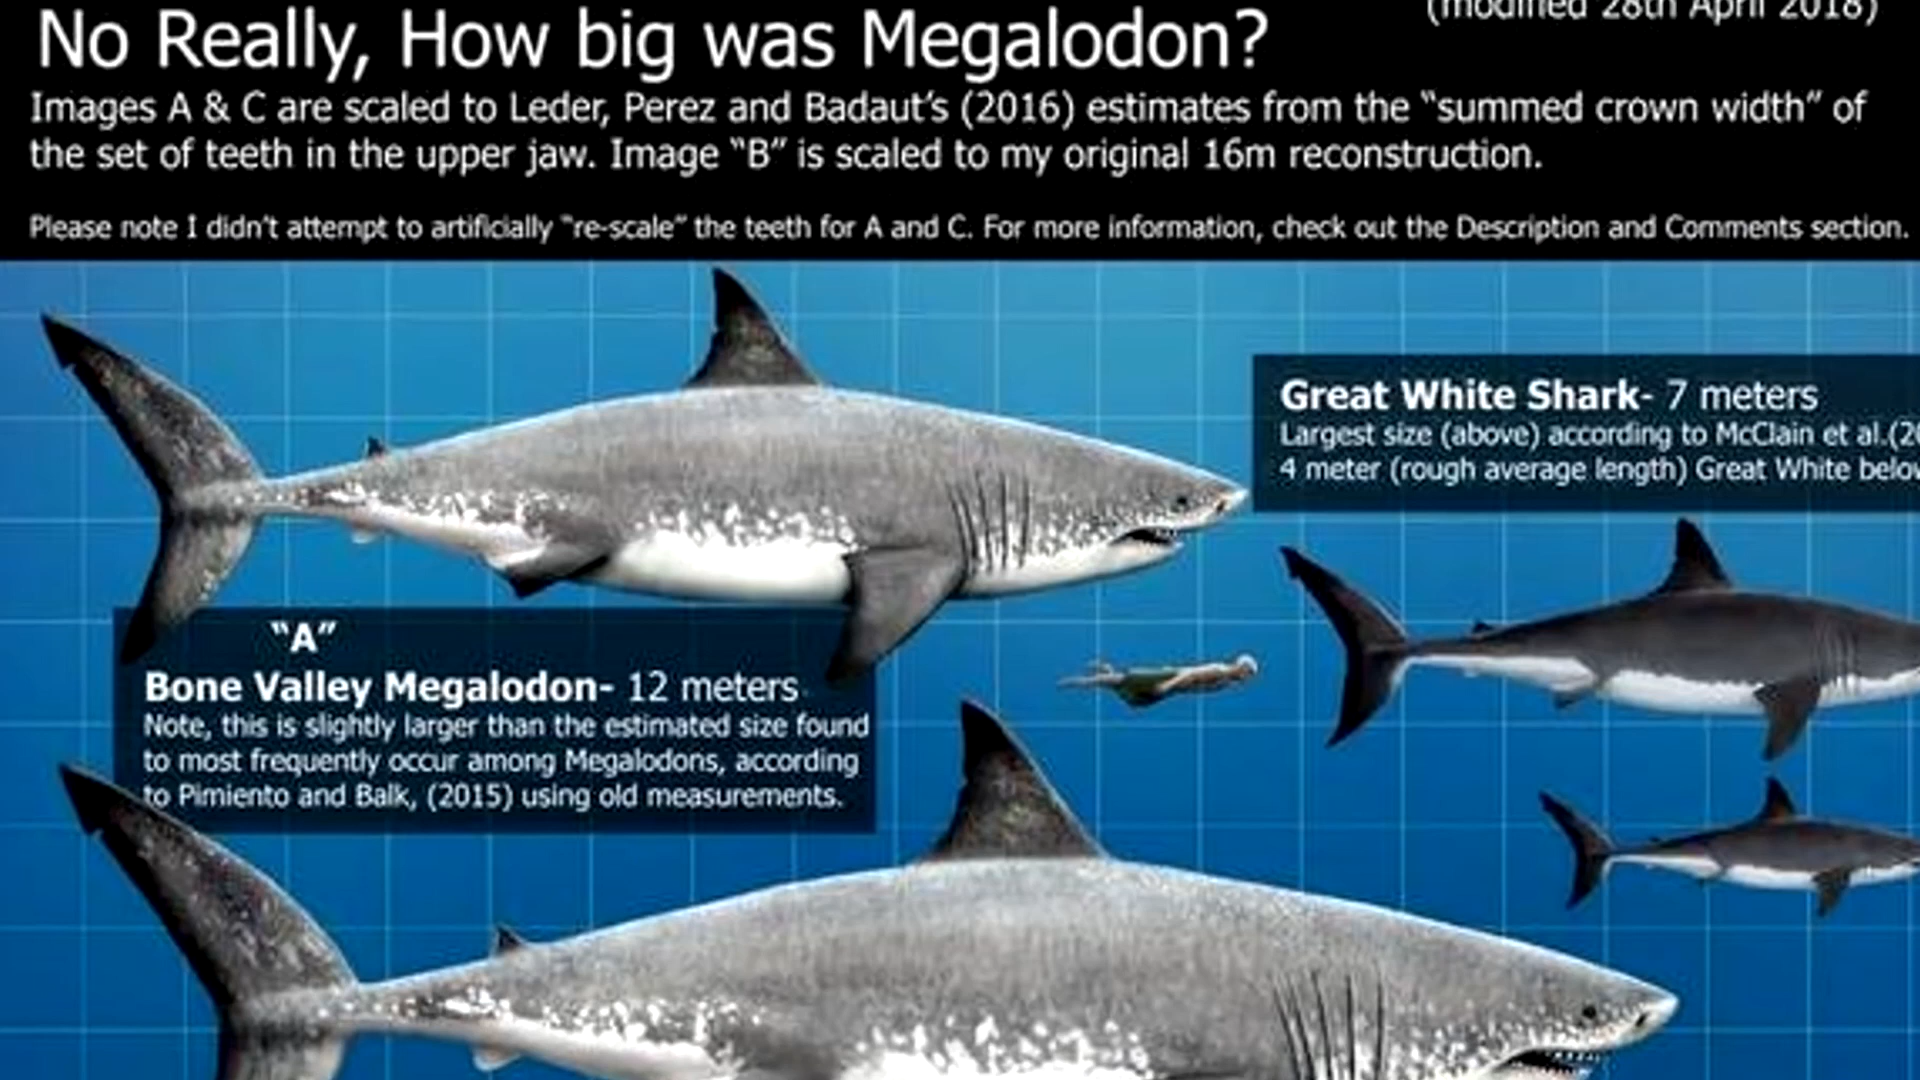 (modified 28th April 2018)
No Really, How big was Megalodon?
Images A & C are scaled to Leder, Perez and Badaut's (2016) estimates from the “summed crown width” of
the set of teeth in the upper jaw. Image “B” is scaled to my original 16m reconstruction.
Please note I didn't attempt to artificially “re-scale” the teeth for A and C. For more information, check out the Description and Comments section.
Great White Shark- 7 meters
Largest size (above) according to McClain et al.(20
4 meter (rough average length) Great White
“A”
Bone Valley Megalodon- 12 meters
Note, this is slightly larger than the estimated size found
to most frequently occur among Megalodons, according
to Pimiento and Balk, (2015) using old measurements.